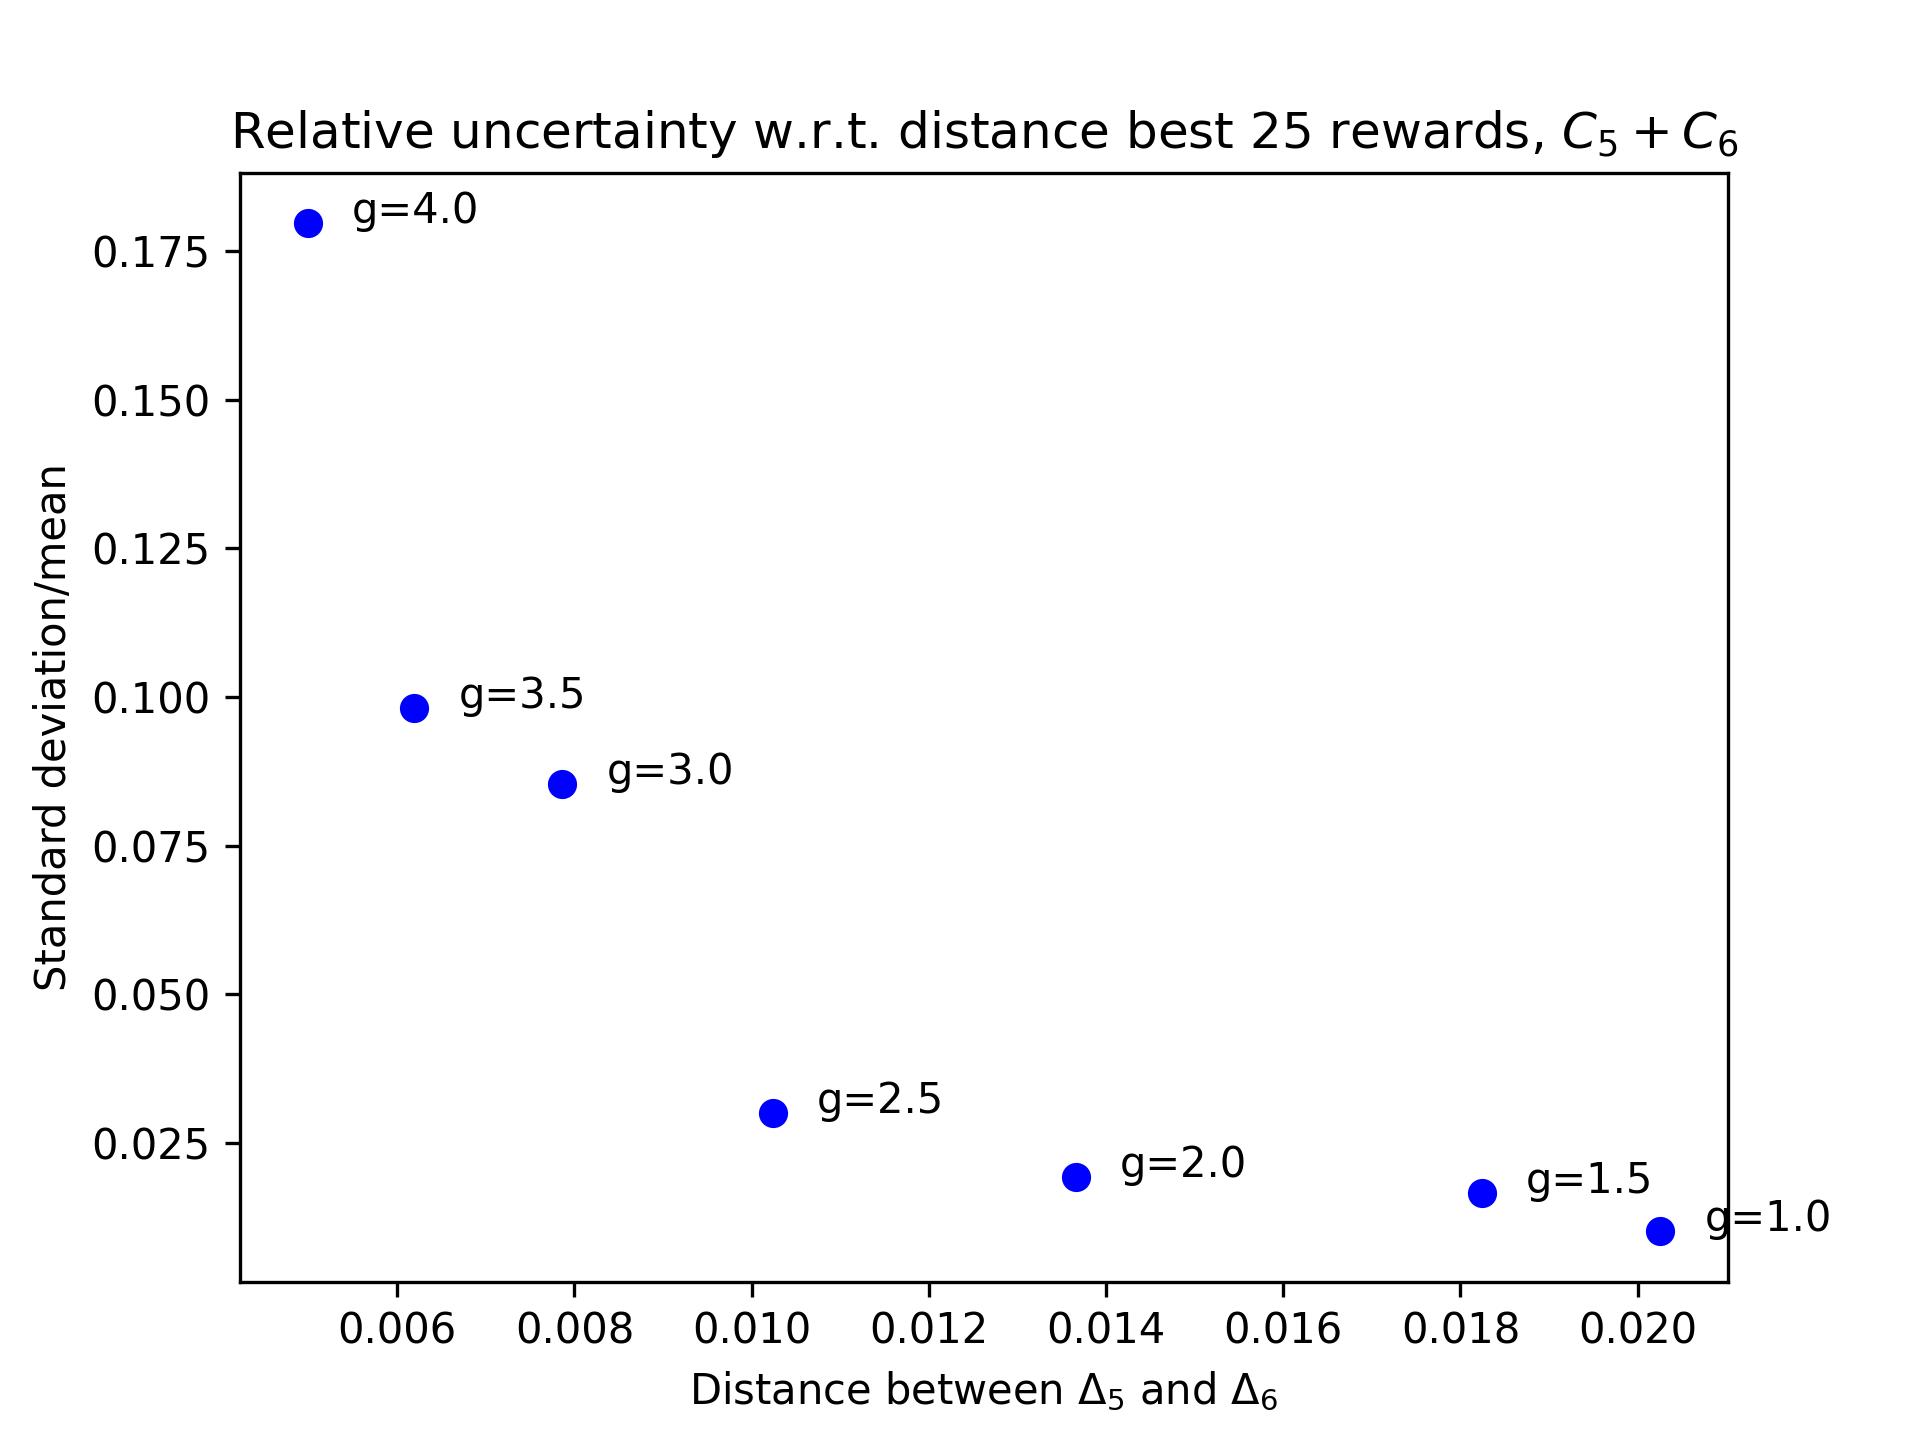 Relative uncertainty w.r.t. distance best 25 rewards, C₅ + C₆
g=4.0
0.175
0.150
0.125
g=3.5
0.100
g=3.0
0.075
0.050
g=2.5
0.025
g=2.0
g=1.5
g=1.0
Standard deviation/mean
0.006 0.008 0.010 0.012 0.014 0.016 0.018 0.020
Distance between Δ₅ and Δ₆